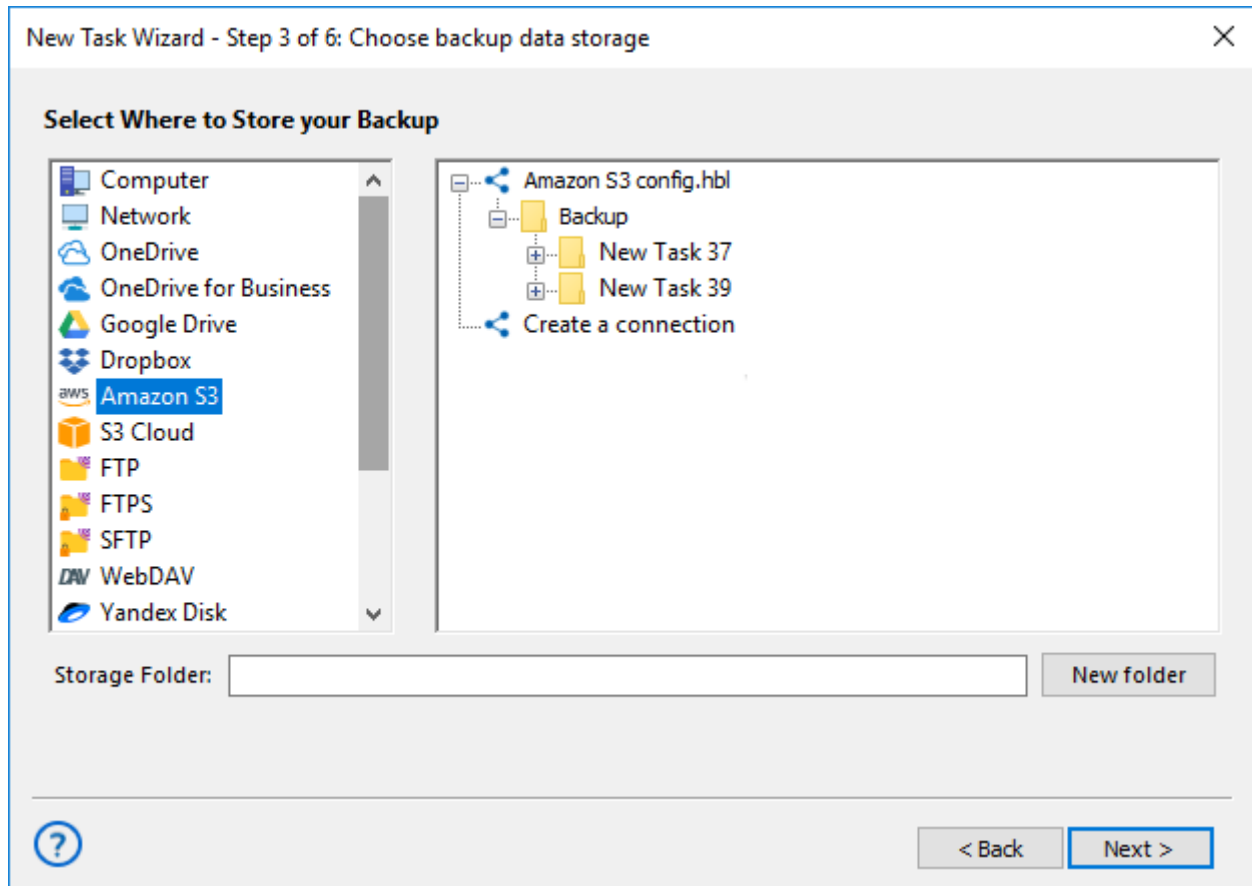 New Task Wizard - Step 3 of 6: Choose backup data storage
Select Where to Store your Backup
Computer
Network
OneDrive
OneDrive for Business
Google Drive
Dropbox
aws Amazon S3
S3 Cloud
FTP
FTPS
SFTP
DAV WebDAV
Yandex Disk
Amazon S3 config.hbl
Backup
New Task 37
New Task 39
Create a connection
Storage Folder:
New folder
?
< Back
Next >